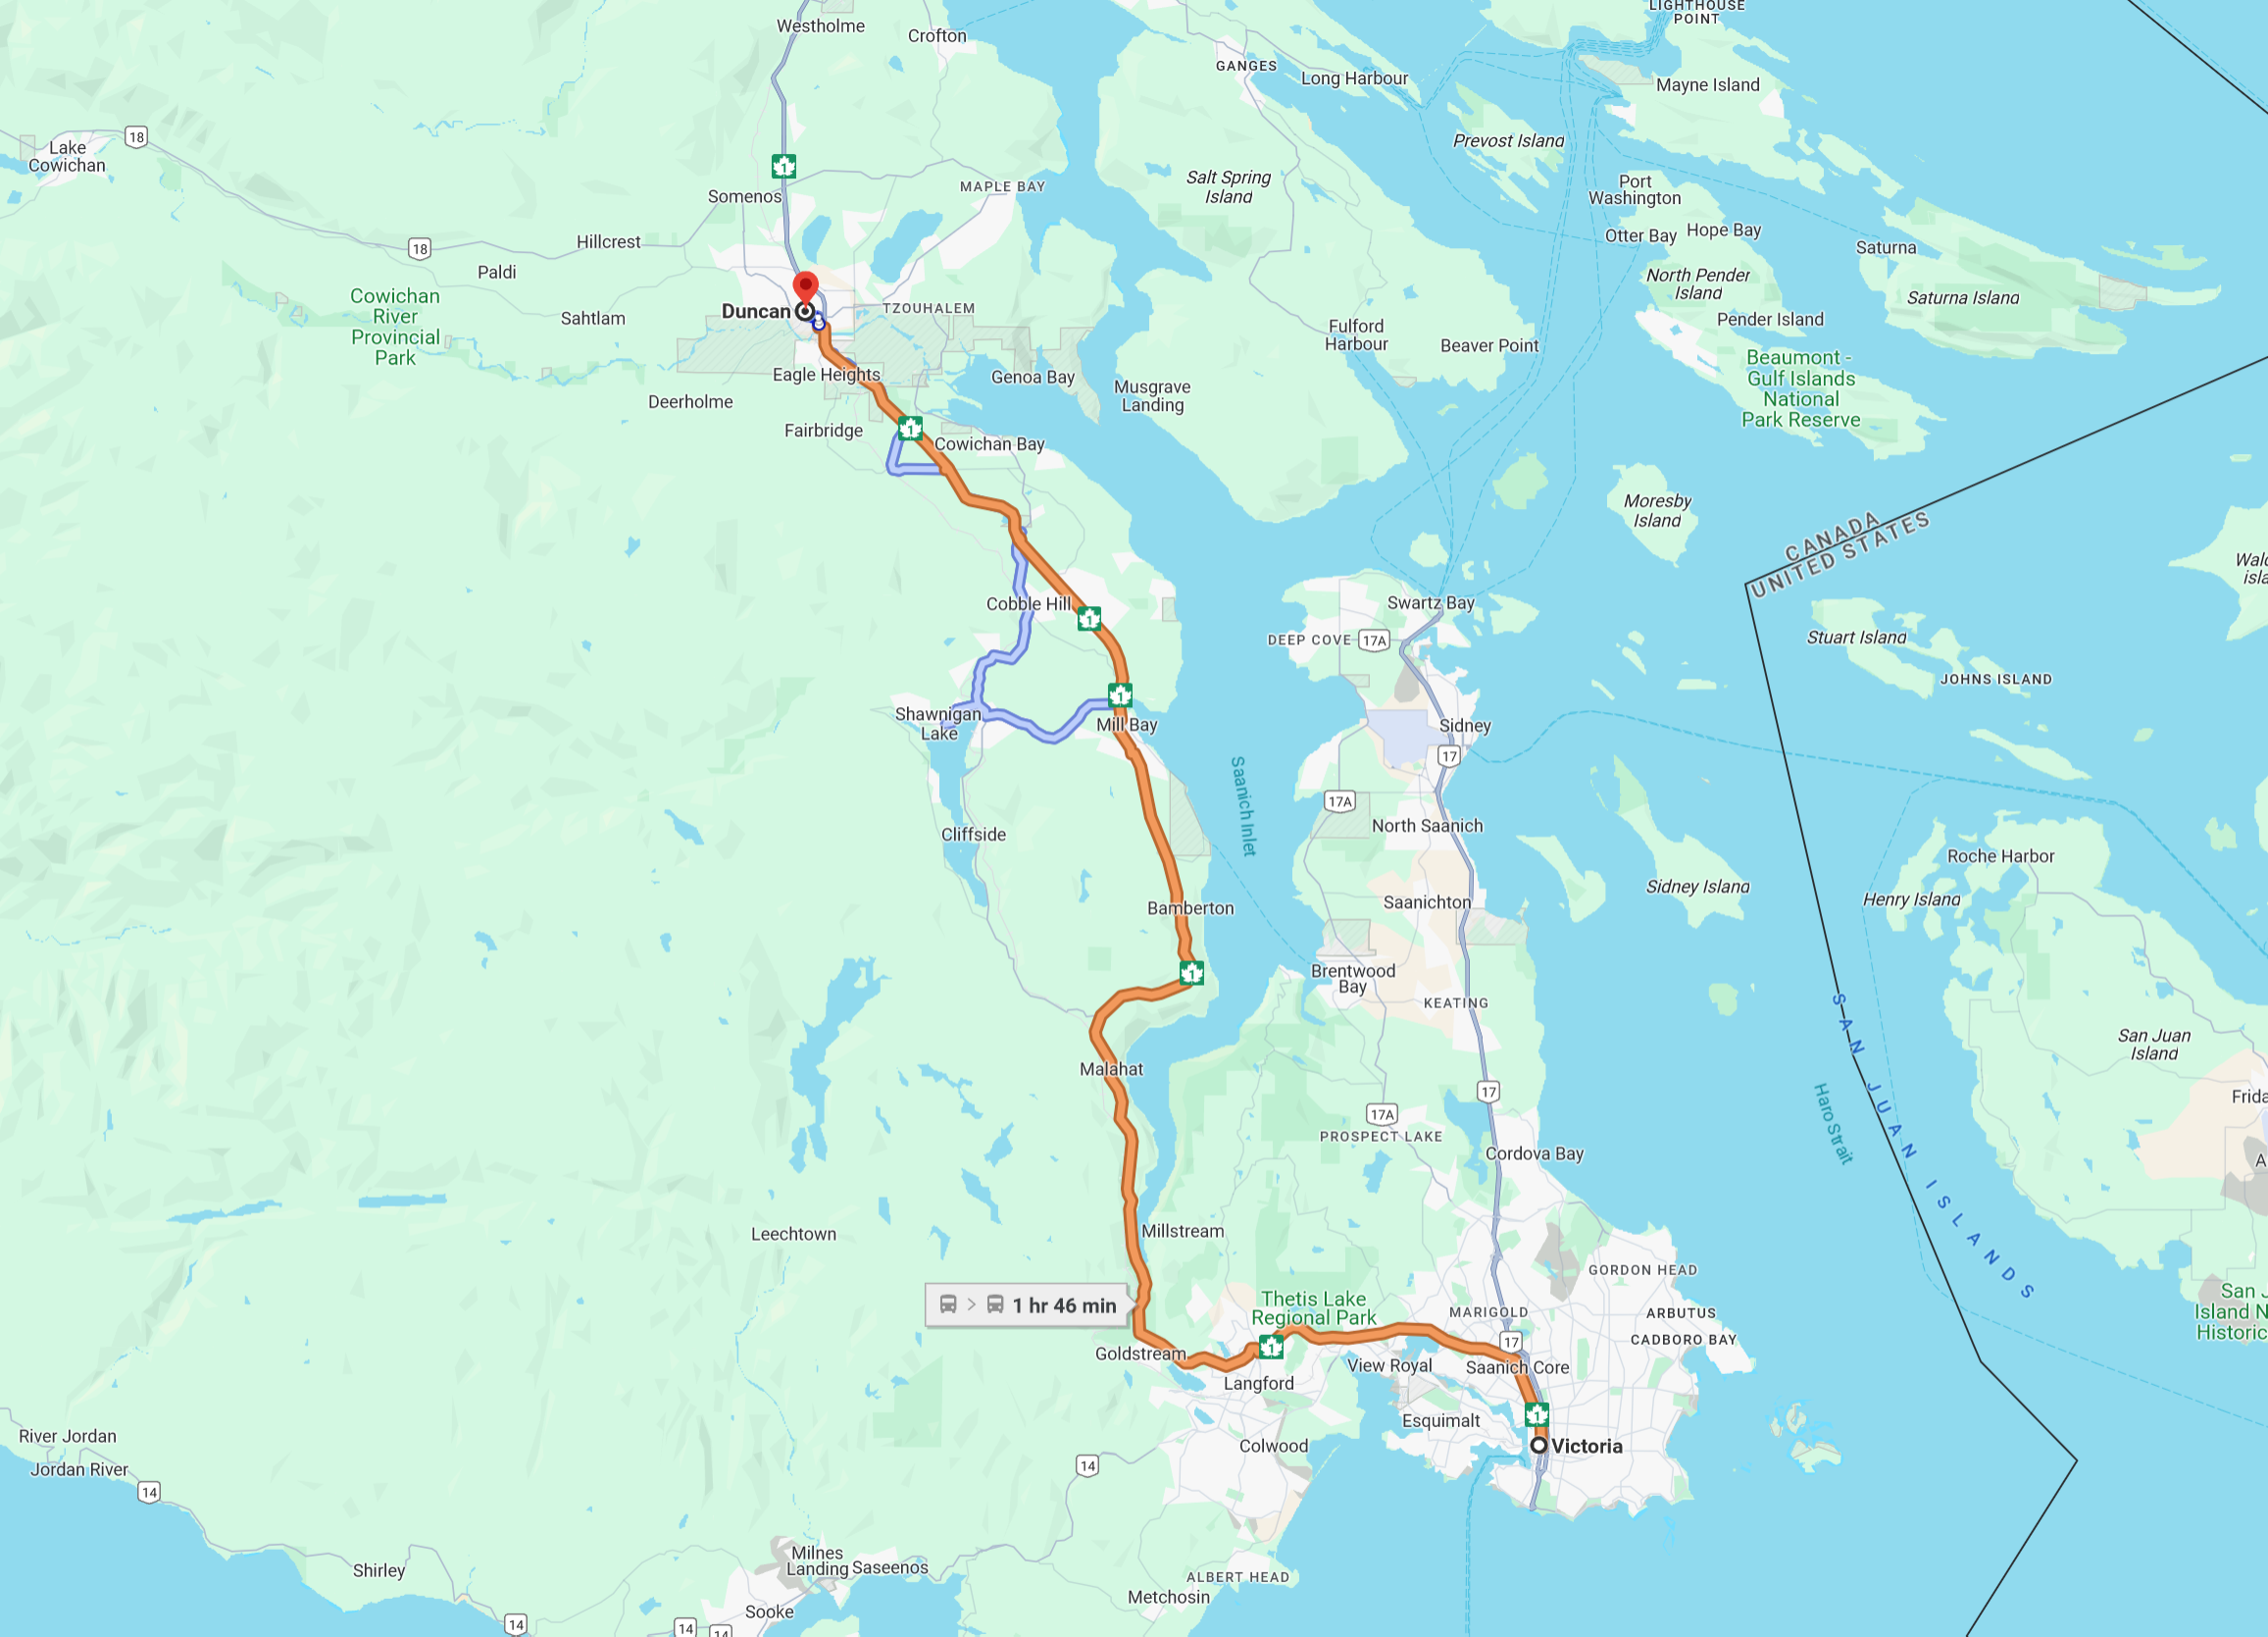 LIGHTHOUSE
POINT
Westholme
Crofton
GANGES
Long Harbour
Mayne Island
18
Lake
Cowichan
Prevost Island
1
Somenos
MAPLE BAY
Salt Spring
Island
Port
Washington
Hope Bay
Otter Bay
18
Hillcrest
Saturna
Paldi
North Pender
Island
Saturna Island
Cowichan
River
Provincial
Park
Sahtlam
Duncan
TZOUHALEM
Fulford
Harbour
Pender Island
Beaver Point
Eagle Heights
Genoa Bay
Musgrave
Landing
Beaumont -
Gulf Islands
National
Park Reserve
Deerholme
Fairbridge
1
Cowichan Bay
Moresby
Island
CANADA
UNITED STATES
Cobble Hill
1
Swartz Bay
DEEP COVE
17A
Stuart Island
JOHNS ISLAND
1
Shawnigan
Lake
Mill Bay
Sidney
17
Saanich Inlet
17A
Cliffside
North Saanich
Roche Harbor
Sidney Island
Henry Island
Bamberton
Saanichton
1
Brentwood
Bay
KEATING
SAN JUAN ISLANDS
San Juan
Island
Malahat
17
Haro Strait
17A
PROSPECT LAKE
Cordova Bay
Leechtown
Millstream
GORDON HEAD
1 hr 46 min
Thetis Lake
Regional Park
MARIGOLD
ARBUTUS
CADBORO BAY
1
17
Goldstream
View Royal
Saanich Core
Langford
Esquimalt
1
Victoria
Colwood
River Jordan
Jordan River
14
14
Milnes
Landing
Saseenos
Shirley
ALBERT HEAD
Metchosin
Sooke
14
14
14